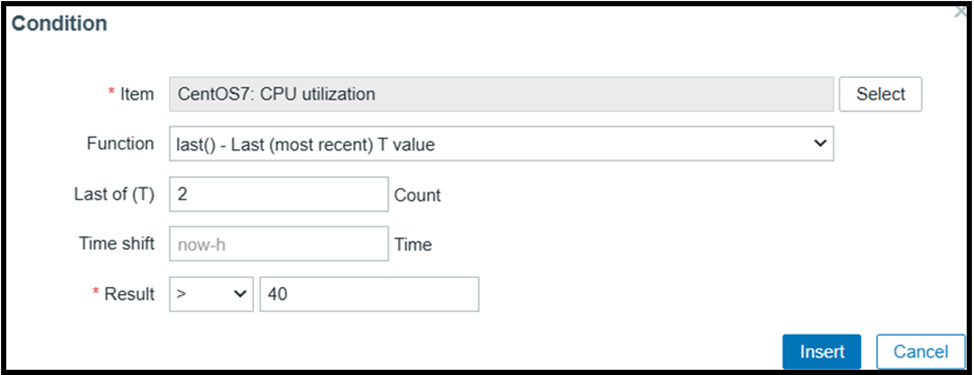 Condition
* Item CentOS7: CPU utilization Select
Function last() - Last (most recent) T value
Last of (T) 2 Count
Time shift now-h Time
* Result > 40
Insert Cancel